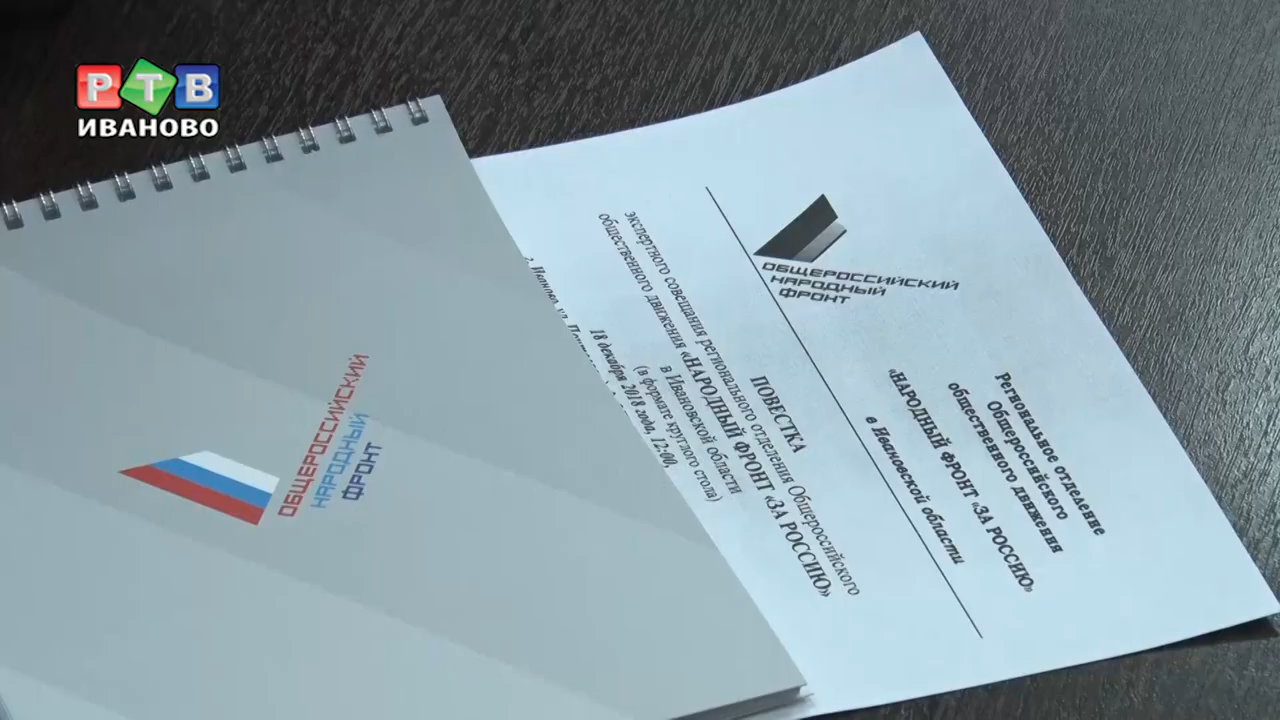 РТВ
ИВАНОВО
ОБЩЕРОССИЙСКИЙ
НАРОДНЫЙ
ФРОНТ
ОБЩЕРОССИЙСКИЙ
НАРОДНЫЙ
ФРОНТ
Региональное отделение
Общероссийского
общественного движения
«НАРОДНЫЙ ФРОНТ «ЗА РОССИЮ»
в Ивановской области
ПОВЕСТКА
экспертного совещания регионального отделения Общероссийского
общественного движения «НАРОДНЫЙ ФРОНТ «ЗА РОССИЮ»
в Ивановской области
(в формате круглого стола)
18 декабря 2018 года, 12:00,
г. Иваново, ул.